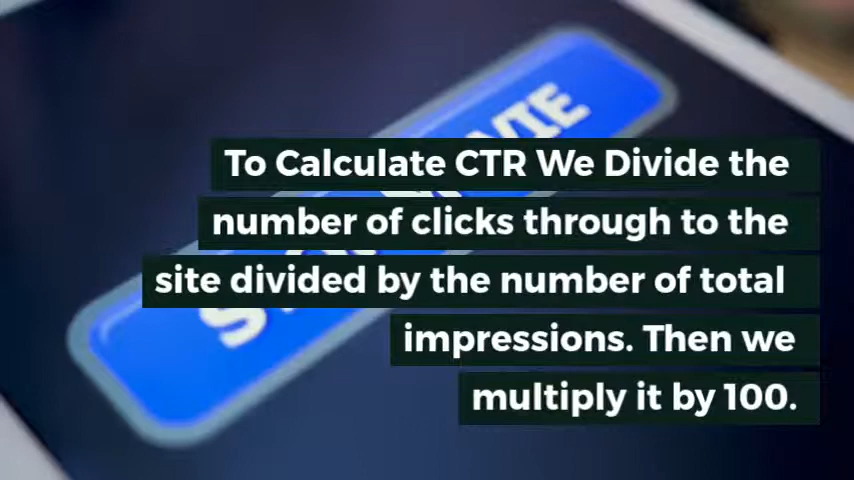 To Calculate CTR We Divide the
number of clicks through to the
site divided by the number of total
impressions. Then we
multiply it by 100.